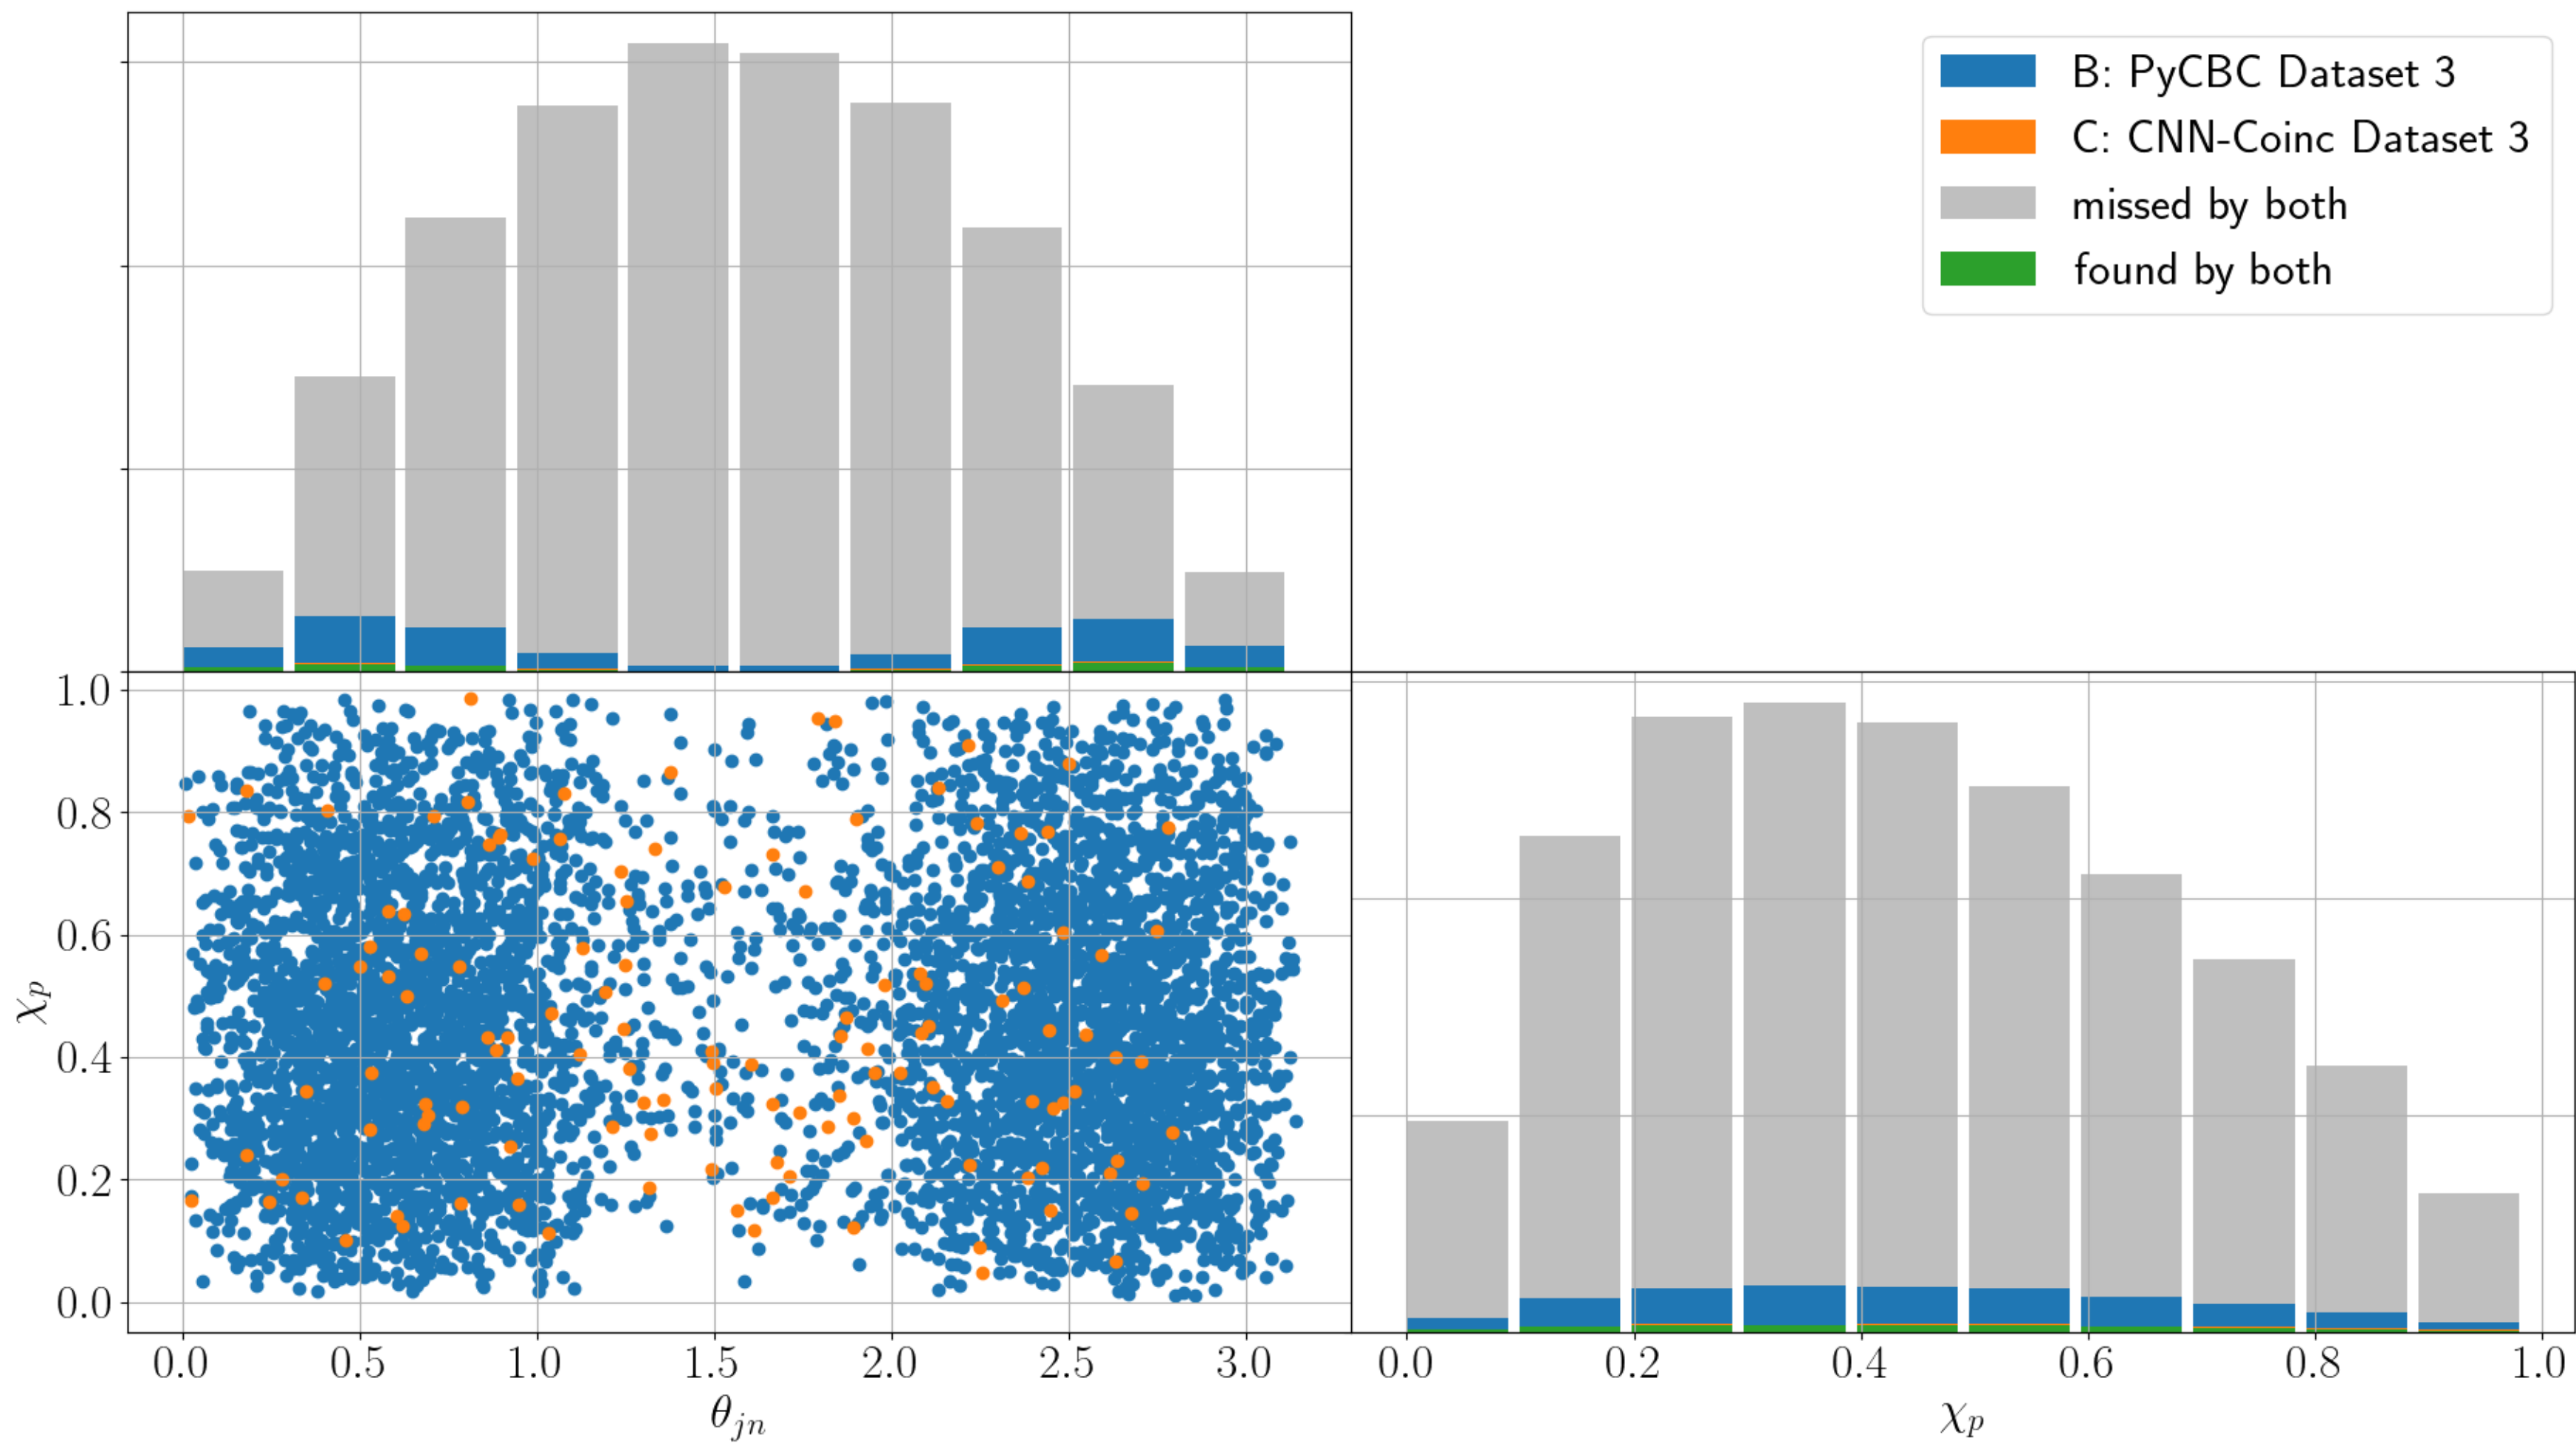 B: PyCBC Dataset 3
C: CNN-Coinc Dataset 3
missed by both
found by both
1.0
0.8
0.6
0.4
0.2
0.0
χp
0.0 0.5 1.0 1.5 2.0 2.5 3.0
θjn
0.0 0.2 0.4 0.6 0.8 1.0
χp